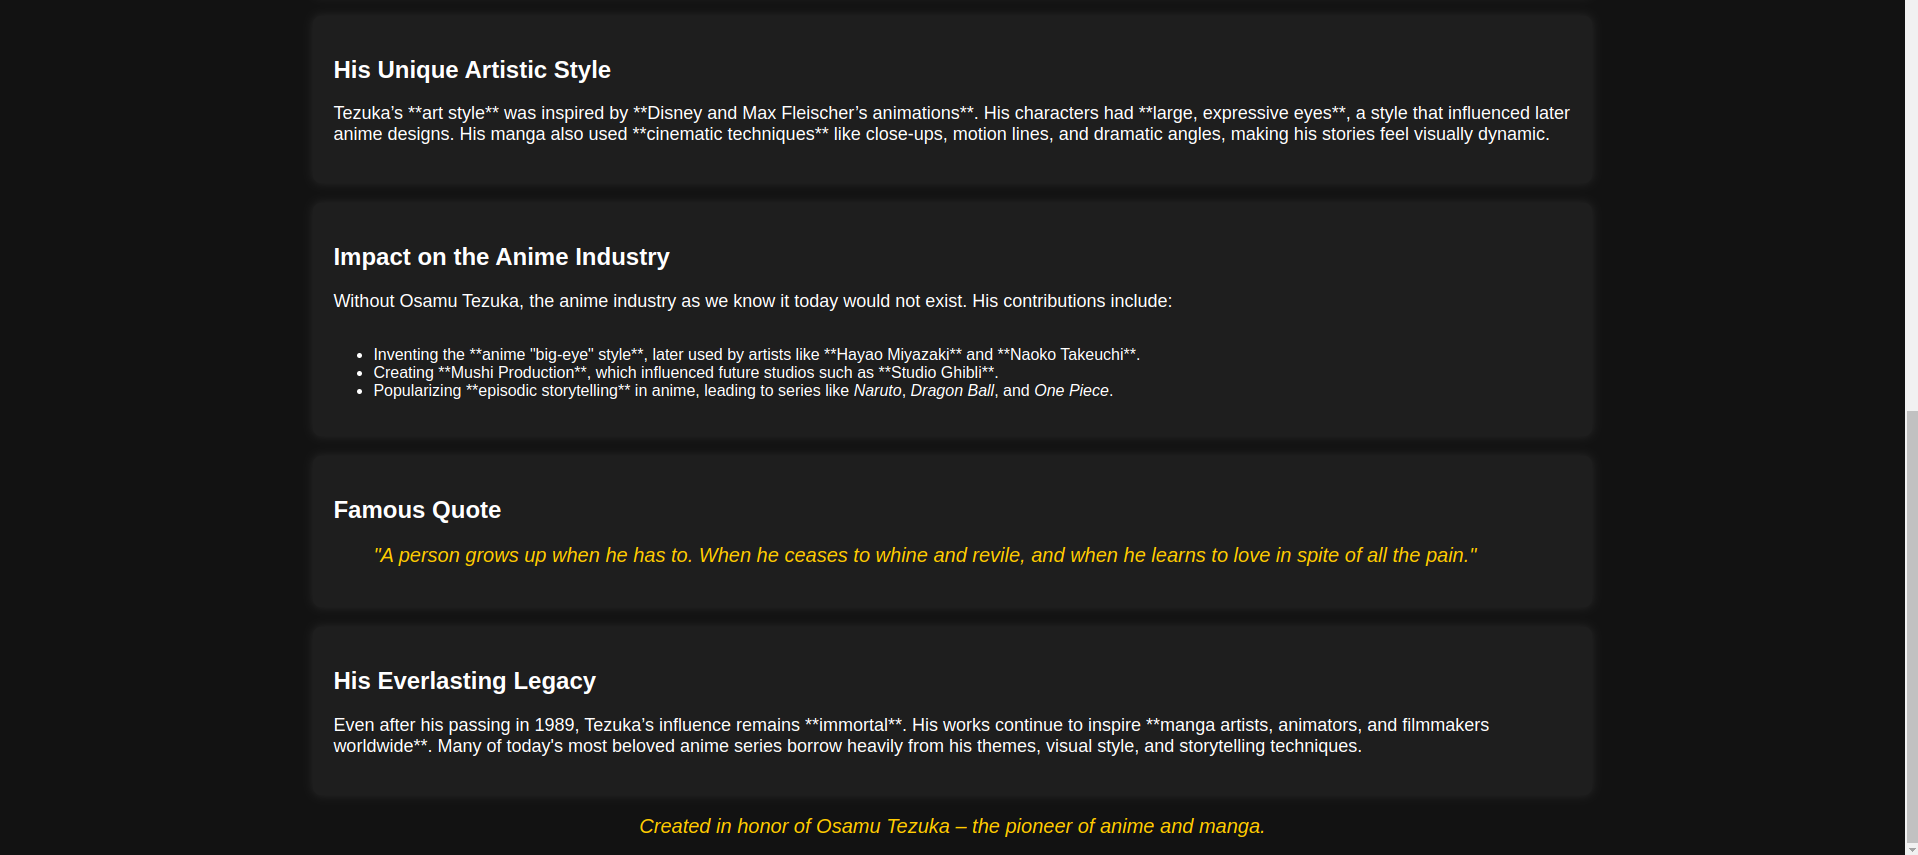 His Unique Artistic Style
Tezuka’s **art style** was inspired by **Disney and Max Fleischer’s animations**. His characters had **large, expressive eyes**, a style that influenced later
anime designs. His manga also used **cinematic techniques** like close-ups, motion lines, and dramatic angles, making his stories feel visually dynamic.
Impact on the Anime Industry
Without Osamu Tezuka, the anime industry as we know it today would not exist. His contributions include:
• Inventing the **anime "big-eye" style**, later used by artists like **Hayao Miyazaki** and **Naoko Takeuchi**.
• Creating **Mushi Production**, which influenced future studios such as **Studio Ghibli**.
• Popularizing **episodic storytelling** in anime, leading to series like Naruto, Dragon Ball, and One Piece.
Famous Quote
"A person grows up when he has to. When he ceases to whine and revile, and when he learns to love in spite of all the pain."
His Everlasting Legacy
Even after his passing in 1989, Tezuka’s influence remains **immortal**. His works continue to inspire **manga artists, animators, and filmmakers
worldwide**. Many of today's most beloved anime series borrow heavily from his themes, visual style, and storytelling techniques.
Created in honor of Osamu Tezuka – the pioneer of anime and manga.